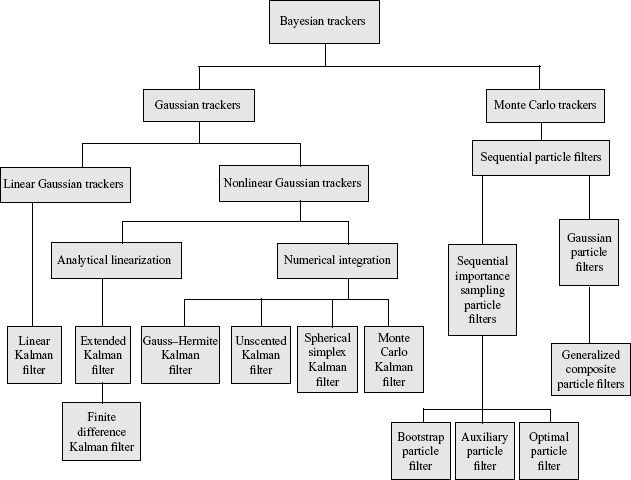 Bayesian trackers
Gaussian trackers
Monte Carlo trackers
Sequential particle filters
Linear Gaussian trackers
Nonlinear Gaussian trackers
Gaussian
particle
filters
Analytical linearization
Numerical integration
Sequential
importance
sampling
particle
filters
Linear
Kalman
filter
Extended
Kalman
filter
Gauss–Hermite
Kalman
filter
Unscented
Kalman
filter
Spherical
simplex
Kalman
filter
Monte
Carlo
Kalman
filter
Generalized
composite
particle filters
Finite
difference
Kalman filter
Bootstrap
particle
filter
Auxiliary
particle
filter
Optimal
particle
filter